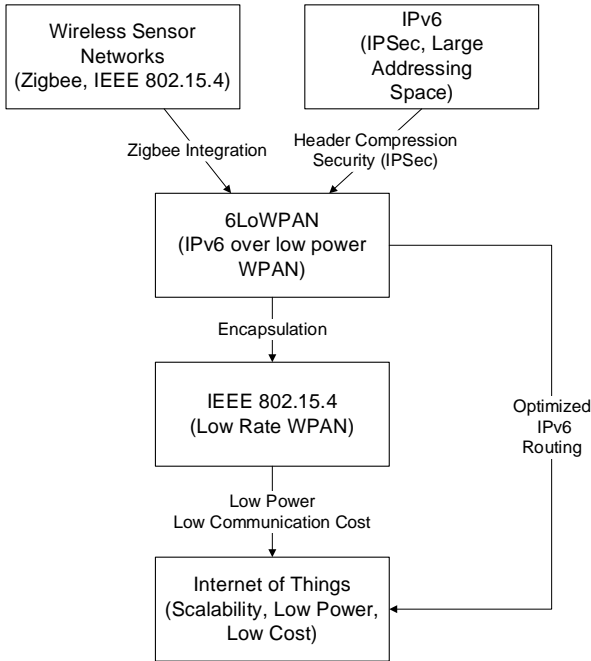 Wireless Sensor
Networks
(Zigbee, IEEE 802.15.4)
IPv6
(IPSec, Large
Addressing
Space)
Zigbee Integration
Header Compression
Security (IPSec)
6LoWPAN
(IPv6 over low power
WPAN)
Encapsulation
IEEE 802.15.4
(Low Rate WPAN)
Optimized
IPv6
Routing
Low Power
Low Communication Cost
Internet of Things
(Scalability, Low Power,
Low Cost)